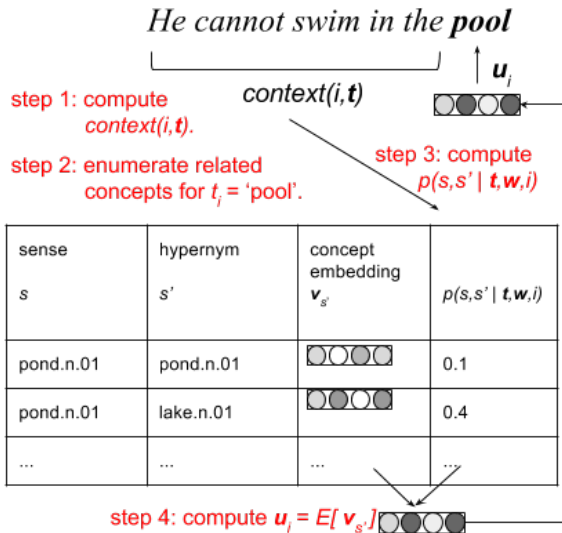 He cannot swim in the pool
step 1: compute
context(i,t).
context(i,t)
u_i
step 2: enumerate related
concepts for t_i = 'pool'.
step 3: compute
p(s,s' | t,w,i)
sense hypernym concept
embedding
s s' v_s' p(s,s' | t,w,i)
pond.n.01 pond.n.01 0.1
pond.n.01 lake.n.01 0.4
... ... ... ...
step 4: compute u_i = E[ v_s']